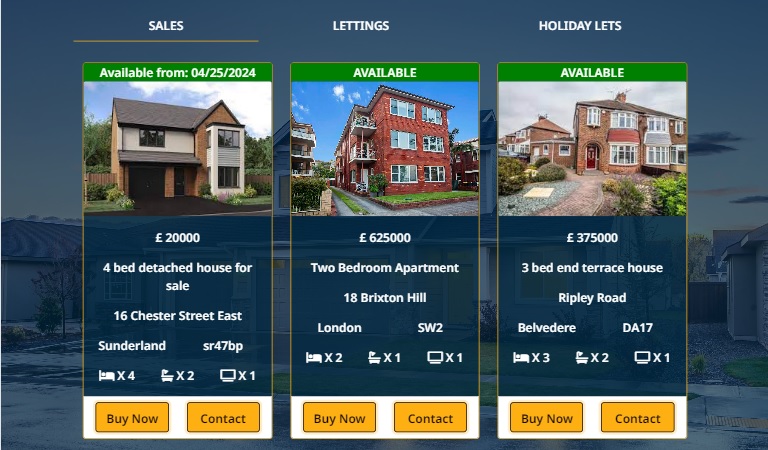 SALES LETTINGS HOLIDAY LETS
Available from: 04/25/2024
£ 20000
4 bed detached house for
sale
16 Chester Street East
Sunderland sr47bp
X 4 X 2 X 1
Buy Now Contact
AVAILABLE
£ 625000
Two Bedroom Apartment
18 Brixton Hill
London SW2
X 2 X 1 X 1
Buy Now Contact
AVAILABLE
£ 375000
3 bed end terrace house
Ripley Road
Belvedere DA17
X 3 X 2 X 1
Buy Now Contact